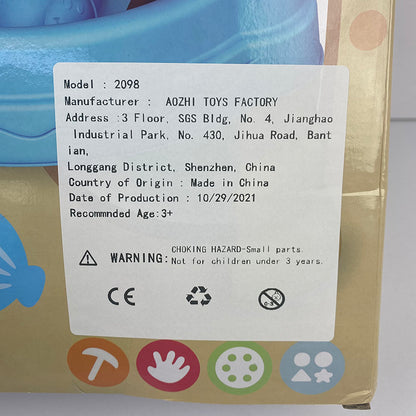 Model : 2098
Manufacturer : AOZHI TOYS FACTORY
Address :3 Floor, SGS Bldg, No. 4, Jianghao
Industrial Park, No. 430, Jihua Road, Bant
ian,
Longgang District, Shenzhen, China
Country of Origin : Made in China
Date of Production : 10/29/2021
Recommnded Age:3+
WARNING: CHOKING HAZARD-Small parts.
Not for children under 3 years.
CE
0-3